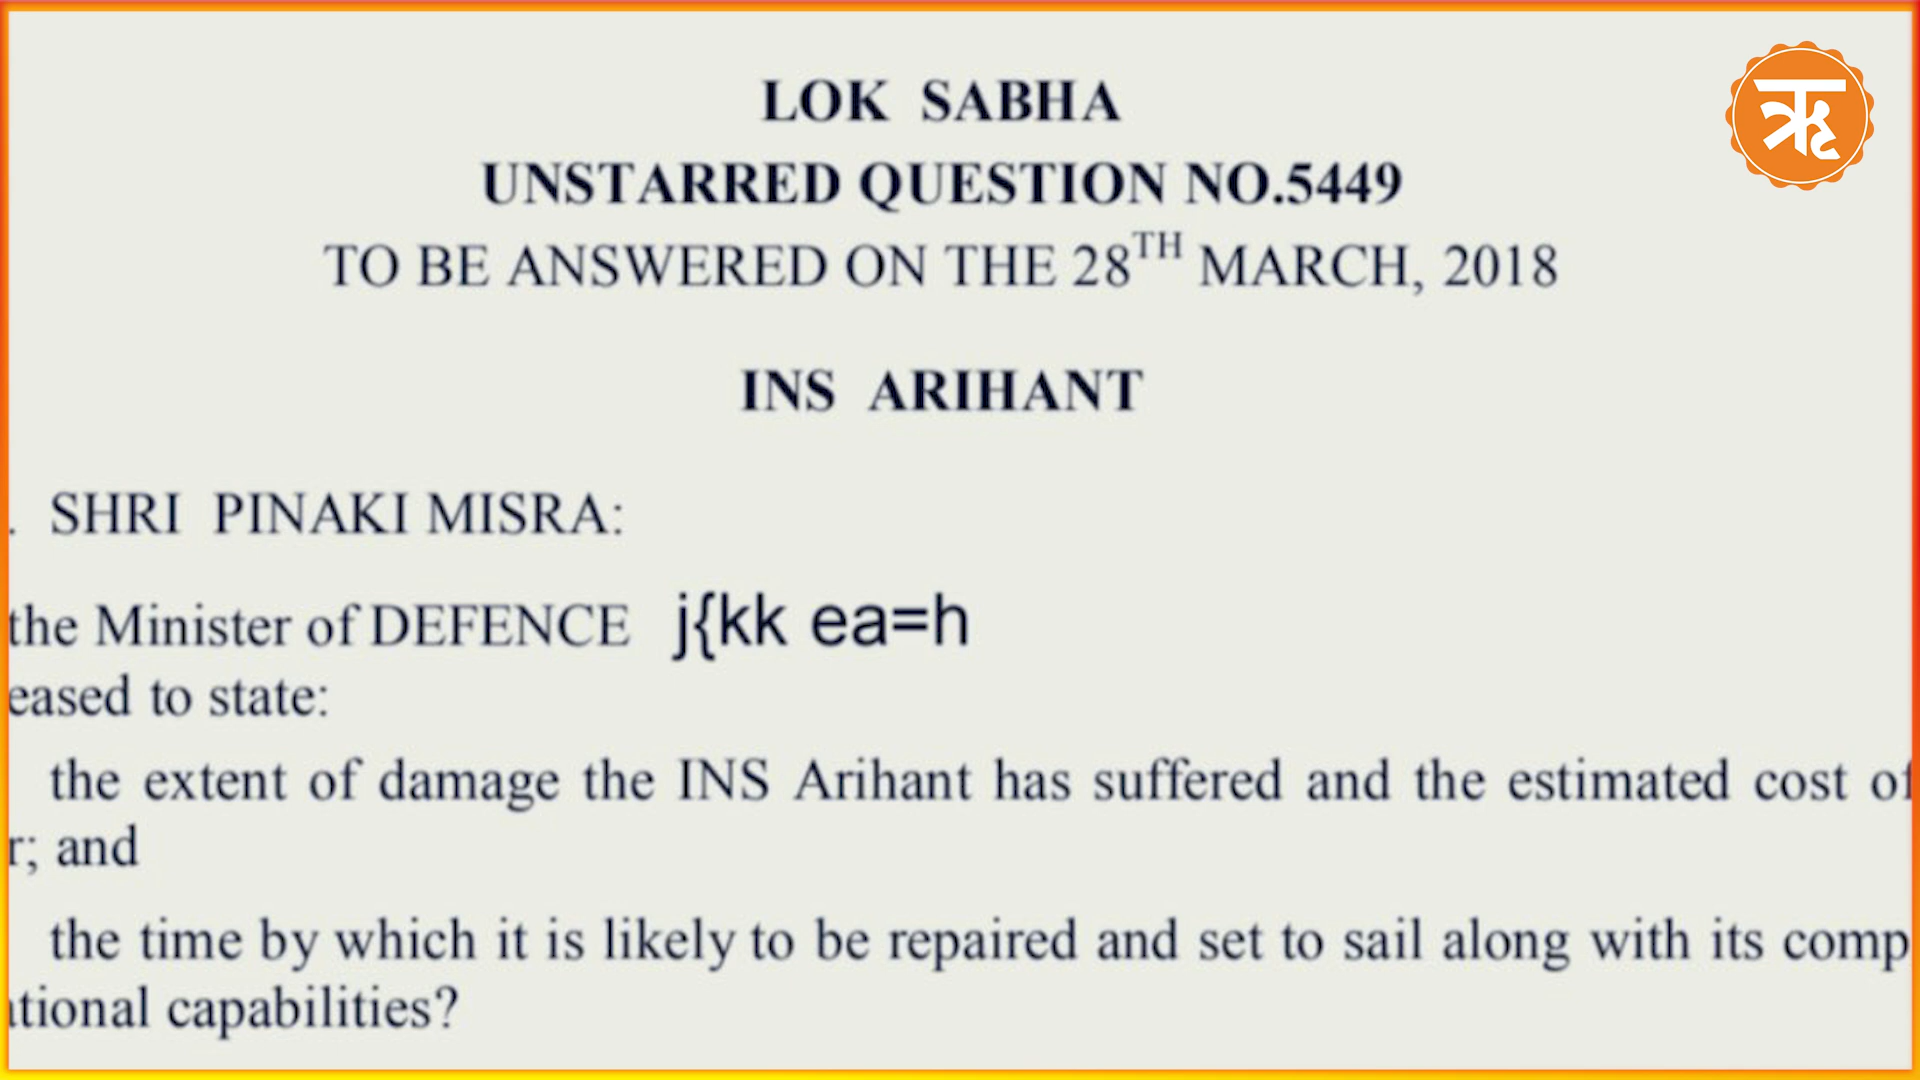 ऋ
LOK SABHA
UNSTARRED QUESTION NO.5449
TO BE ANSWERED ON THE 28TH MARCH, 2018
INS ARIHANT
. SHRI PINAKI MISRA:
the Minister of DEFENCE j{kk ea=h
eased to state:
the extent of damage the INS Arihant has suffered and the estimated cost of
r; and
the time by which it is likely to be repaired and set to sail along with its comp
tional capabilities?